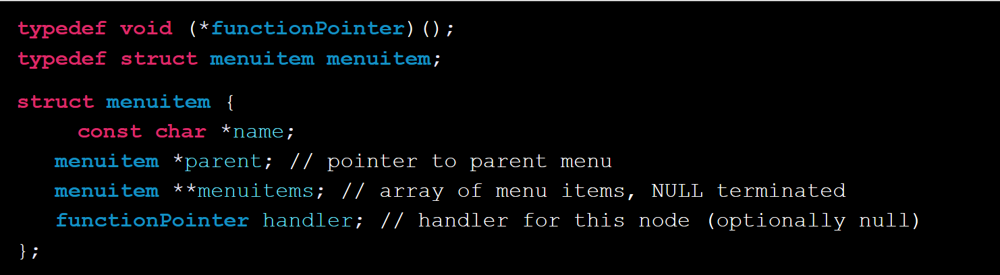 typedef void (*functionPointer)();
typedef struct menuitem menuitem;
struct menuitem {
const char *name;
menuitem *parent; // pointer to parent menu
menuitem **menuitems; // array of menu items, NULL terminated
functionPointer handler; // handler for this node (optionally null)
};